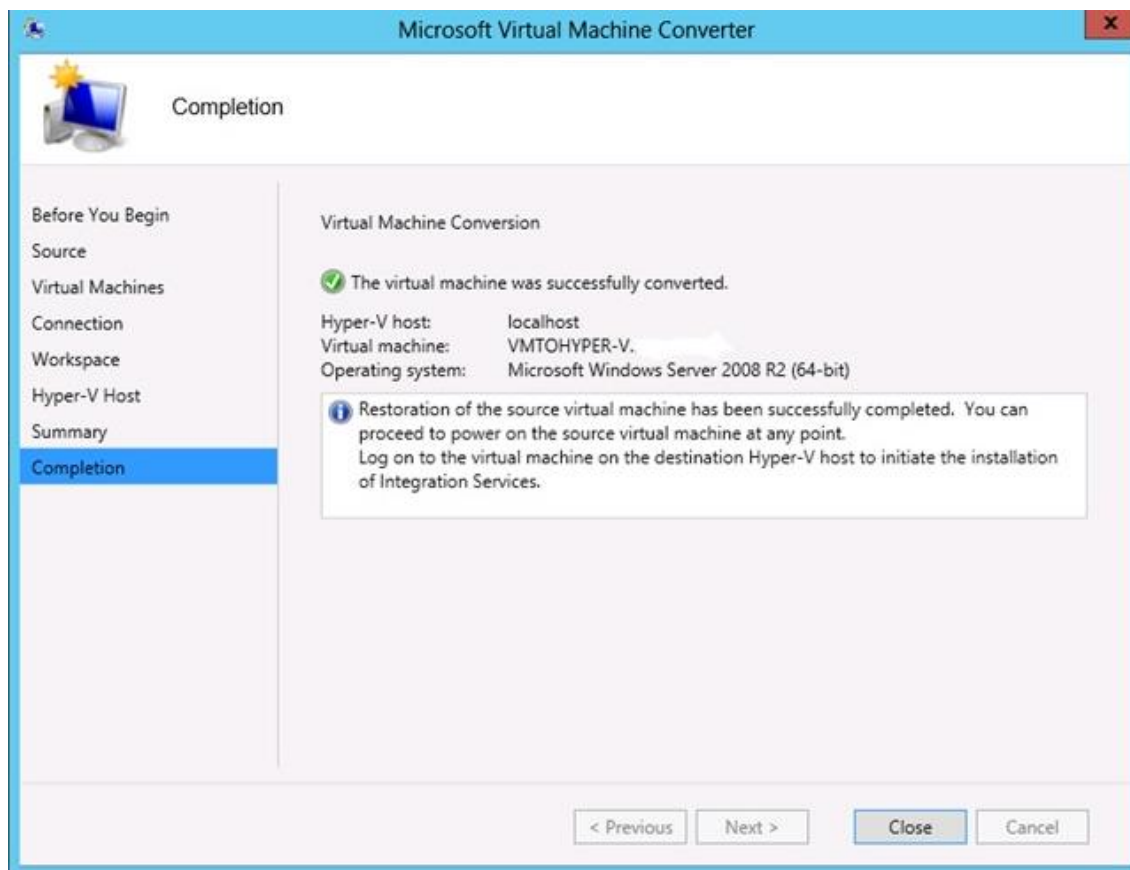 Microsoft Virtual Machine Converter
x
Completion
Before You Begin
Source
Virtual Machines
Connection
Workspace
Hyper-V Host
Summary
Completion
Virtual Machine Conversion
The virtual machine was successfully converted.
Hyper-V host: localhost
Virtual machine: VMTOHYPER-V.
Operating system: Microsoft Windows Server 2008 R2 (64-bit)
Restoration of the source virtual machine has been successfully completed. You can
proceed to power on the source virtual machine at any point.
Log on to the virtual machine on the destination Hyper-V host to initiate the installation
of Integration Services.
< Previous Next > Close Cancel